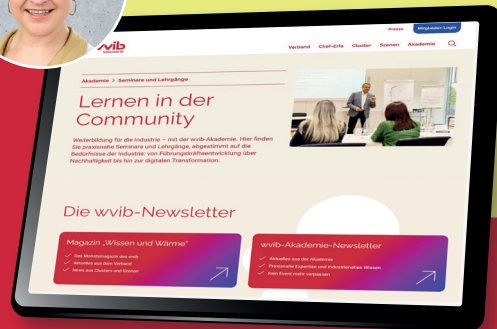 Presse Mitglieder-Login
wvib
Verband Chef-Erfa Cluster Szenen Akademie
Akademie > Seminare und Lehrgänge
Lernen in der
Community
Weiterbildung für die Industrie – mit der wvib-Akademie. Hier finden
Sie praxisnahe Seminare und Lehrgänge, abgestimmt auf die
Bedürfnisse der Industrie: von Führungskräfteentwicklung über
Nachhaltigkeit bis hin zur digitalen Transformation.
Die wvib-Newsletter
Magazin „Wissen und Wärme“
Das Monatsmagazin des wvib
Aktuelles aus dem Verband
News aus Clustern und Szenen
wvib-Akademie-Newsletter
Aktuelles aus der Akademie
Praxisnahe Expertise und industrienahes Wissen
Kein Event mehr verpassen